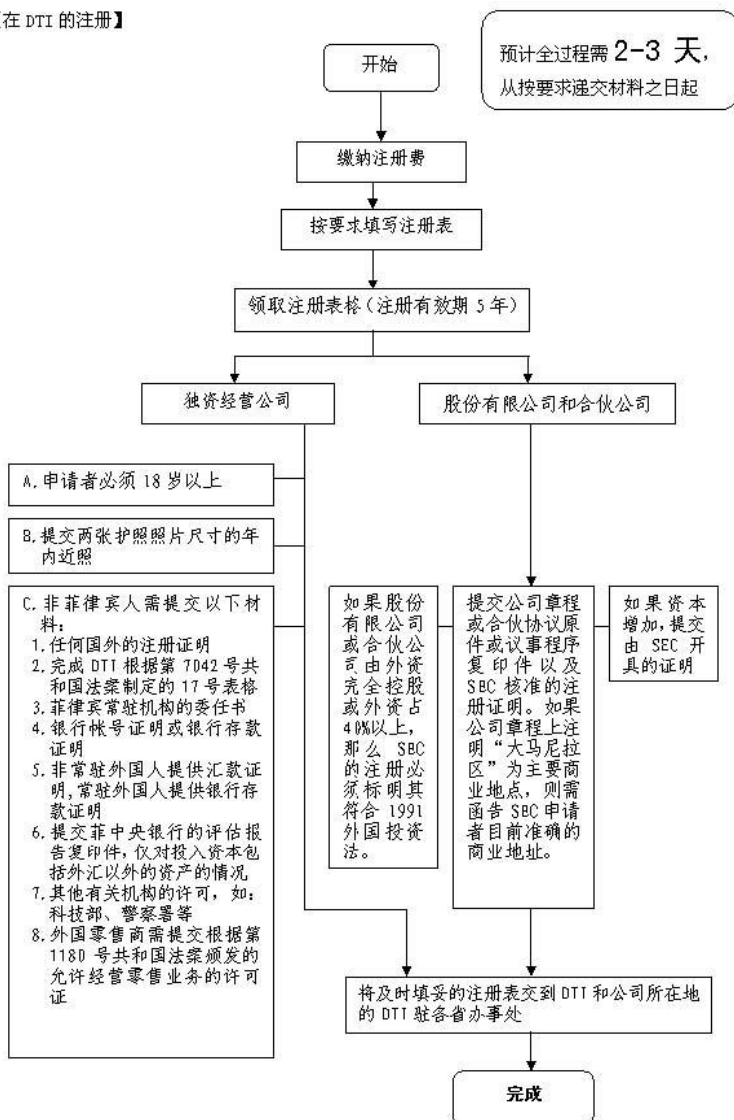 在 DTI 的注册】
预计全过程需 2-3 天，
从按要求递交材料之日起
开始
缴纳注册费
按要求填写注册表
领取注册表格（注册有效期 5 年）
独资经营公司
股份有限公司和合伙公司
A. 申请者必须 18 岁以上
B. 提交两张护照照片尺寸的年
内近照
C. 非菲律宾人需提交以下材
料：
1. 任何国外的注册证明
2. 完成 DTI 根据第 7042 号共
和国法案制定的 17 号表格
3. 菲律宾常驻机构的委任书
4. 银行帐号证明或银行存款
证明
5. 非常驻外国人提供汇款证
明, 常驻外国人提供银行存
款证明
6. 提交菲中央银行的评估报
告复印件, 仅对投入资本包
括外汇以外的资产的情况
7. 其他有关机构的许可, 如:
科技部、警察署等
8. 外国零售商需提交根据第
1180 号共和国法案颁发的
允许经营零售业务的许可
证
如果股份
有限公司
或合伙公
司由外资
完全控股
或外资占
40%以上,
那么 SEC
的注册必
须标明其
符合 1991
外国投资
法。
提交公司章程
或合伙协议原
件或议事程序
复印件以及
SEC 核准的注
册证明。如果
公司章程上注
明“大马尼拉
区”为主要商
业地点, 则需
函告 SEC 申请
者目前准确的
商业地址。
如果资本
增加, 提交
由 SEC 开
具的证明
将及时填妥的注册表交到 DTI 和公司所在地
的 DTI 驻各省办事处
完成